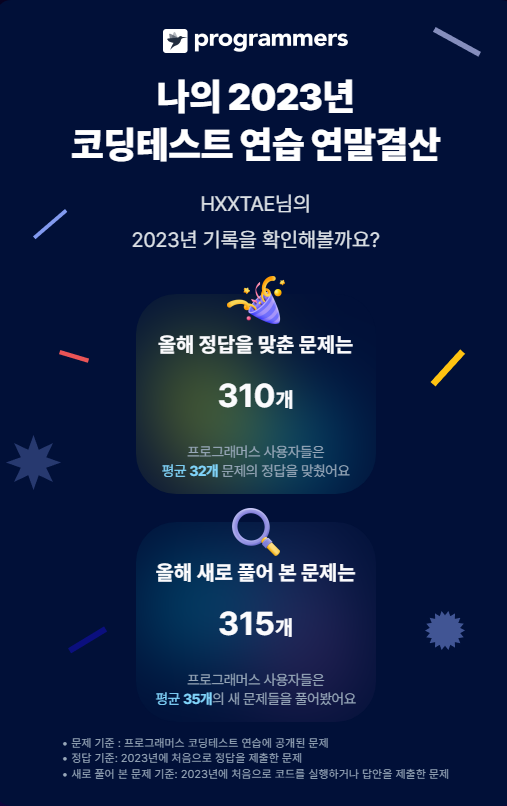 programmers
나의 2023년
코딩테스트 연습 연말결산
HXXTAE님의
2023년 기록을 확인해볼까요?
올해 정답을 맞춘 문제는
310개
프로그래머스 사용자들은
평균 32개 문제의 정답을 맞혔어요
올해 새로 풀어 본 문제는
315개
프로그래머스 사용자들은
평균 35개의 새 문제들을 풀어봤어요
• 문제 기준 : 프로그래머스 코딩테스트 연습에 공개된 문제
• 정답 기준: 2023년에 처음으로 정답을 제출한 문제
• 새로 풀어 본 문제 기준: 2023년에 처음으로 코드를 실행하거나 답안을 제출한 문제